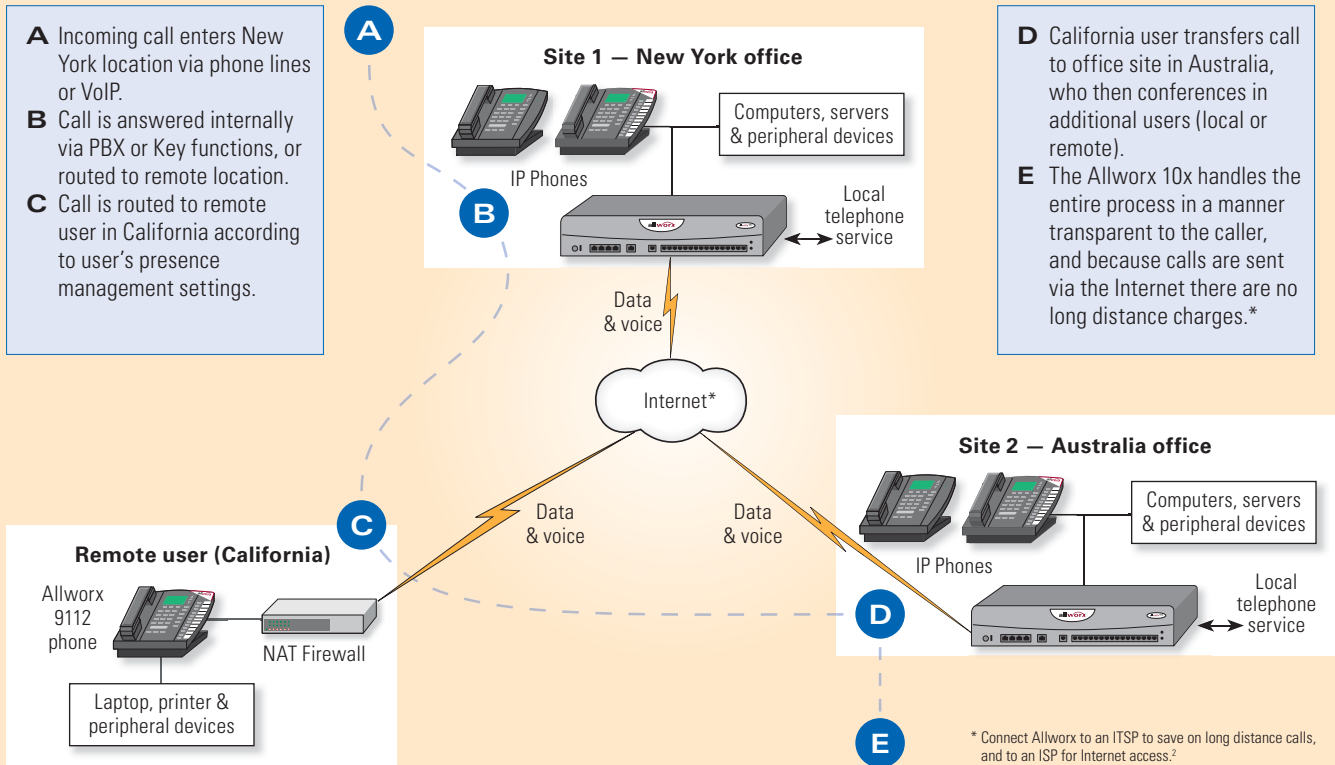 A Incoming call enters New
York location via phone lines
or VoIP.
B Call is answered internally
via PBX or Key functions, or
routed to remote location.
C Call is routed to remote
user in California according
to user's presence
management settings.
A
B
C
D
E
Site 1 — New York office
Computers, servers
& peripheral devices
IP Phones
allworx
Local
telephone
service
Data
& voice
Internet*
D California user transfers call
to office site in Australia,
who then conferences in
additional users (local or
remote).
E The Allworx 10x handles the
entire process in a manner
transparent to the caller,
and because calls are sent
via the Internet there are no
long distance charges.*
Data
& voice
Data
& voice
Remote user (California)
Allworx
9112
phone
NAT Firewall
Laptop, printer &
peripheral devices
Site 2 — Australia office
Computers, servers
& peripheral devices
IP Phones
allworx
Local
telephone
service
* Connect Allworx to an ITSP to save on long distance calls,
and to an ISP for Internet access.²